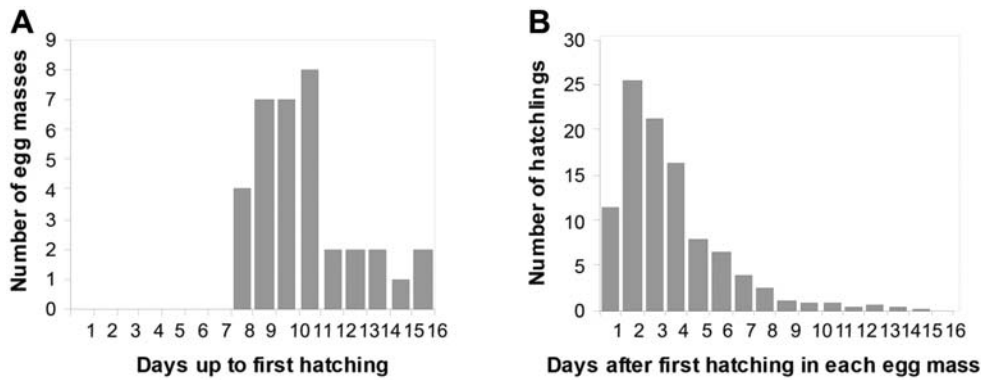 A
Number of egg masses
9
8
7
6
5
4
3
2
1
0
1 2 3 4 5 6 7 8 9 10 11 12 13 14 15 16
Days up to first hatching
B
Number of hatchlings
30
25
20
15
10
5
0
1 2 3 4 5 6 7 8 9 10 11 12 13 14 15 16
Days after first hatching in each egg mass